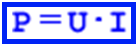 P = U · I